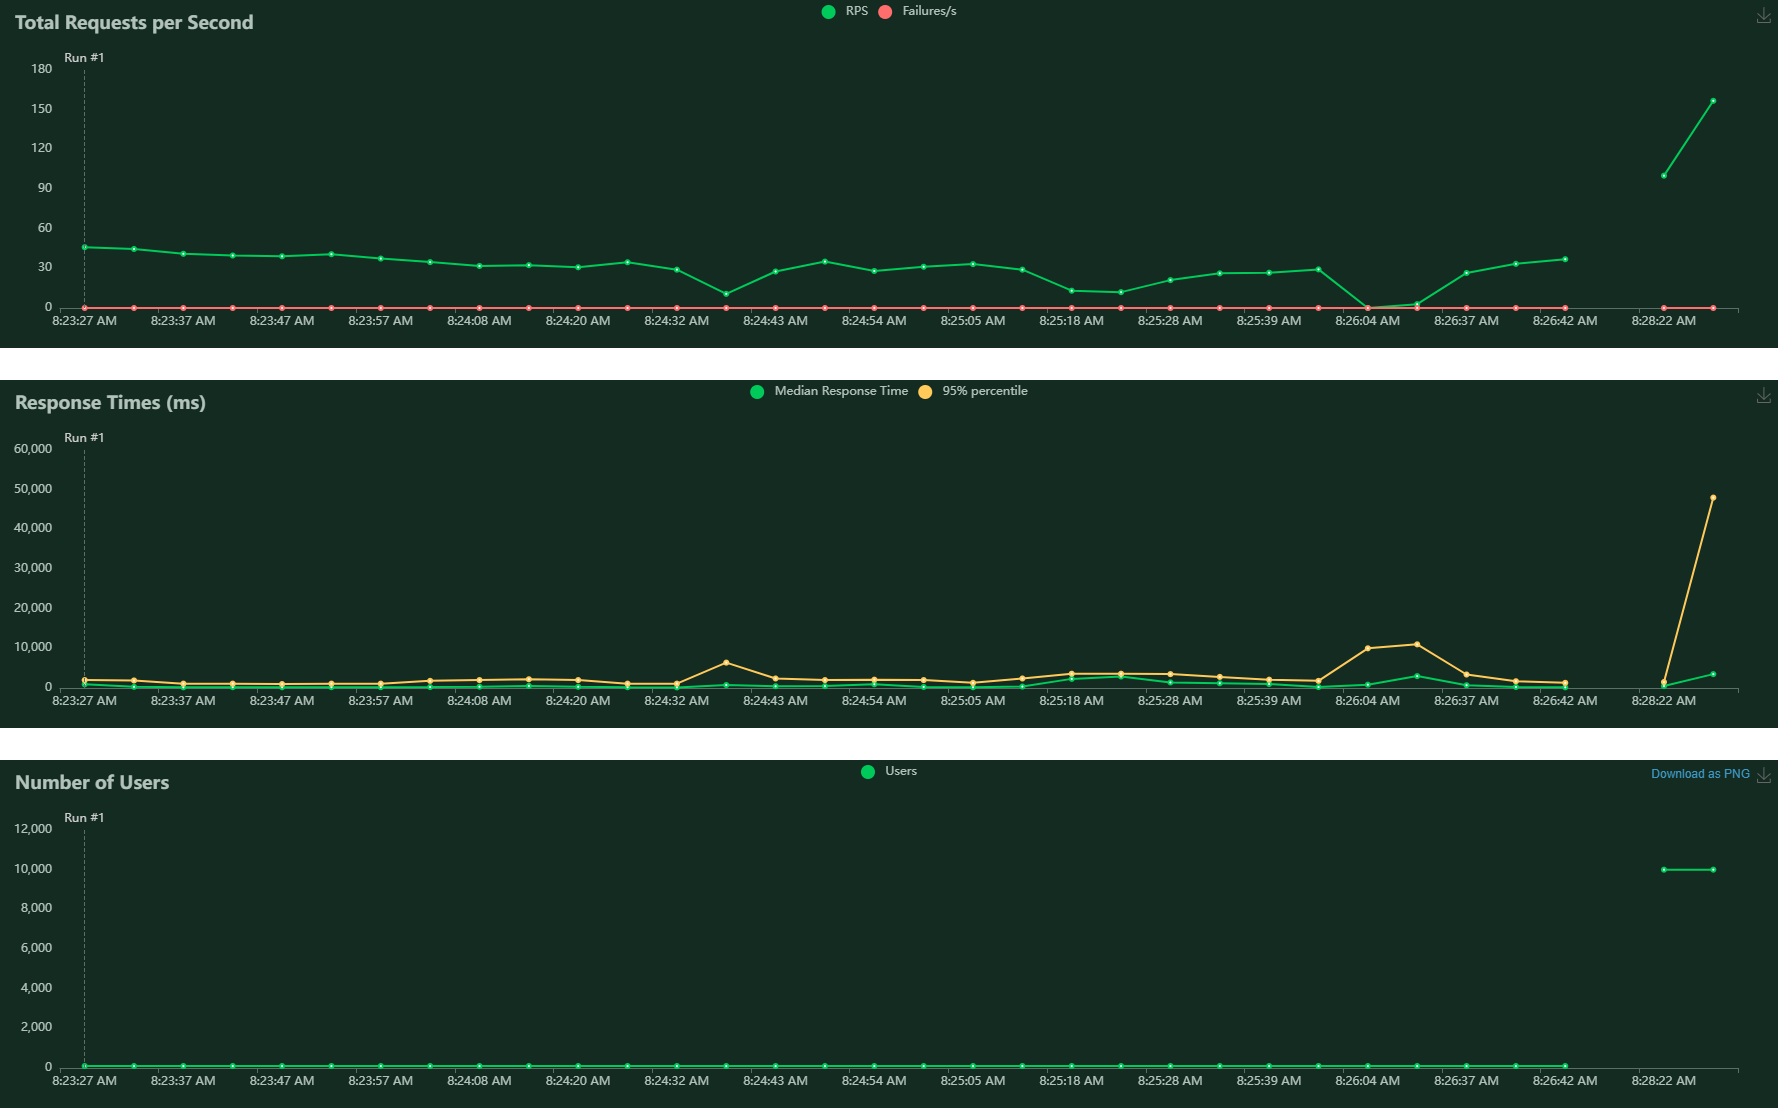 Total Requests per Second
RPS Failures/s
Run #1
180
150
120
90
60
30
0
8:23:27 AM 8:23:37 AM 8:23:47 AM 8:23:57 AM 8:24:08 AM 8:24:20 AM 8:24:32 AM 8:24:43 AM 8:24:54 AM 8:25:05 AM 8:25:18 AM 8:25:28 AM 8:25:39 AM 8:26:04 AM 8:26:37 AM 8:26:42 AM 8:28:22 AM
Response Times (ms)
Median Response Time 95% percentile
Run #1
60,000
50,000
40,000
30,000
20,000
10,000
0
8:23:27 AM 8:23:37 AM 8:23:47 AM 8:23:57 AM 8:24:08 AM 8:24:20 AM 8:24:32 AM 8:24:43 AM 8:24:54 AM 8:25:05 AM 8:25:18 AM 8:25:28 AM 8:25:39 AM 8:26:04 AM 8:26:37 AM 8:26:42 AM 8:28:22 AM
Number of Users
Users
Download as PNG
Run #1
12,000
10,000
8,000
6,000
4,000
2,000
0
8:23:27 AM 8:23:37 AM 8:23:47 AM 8:23:57 AM 8:24:08 AM 8:24:20 AM 8:24:32 AM 8:24:43 AM 8:24:54 AM 8:25:05 AM 8:25:18 AM 8:25:28 AM 8:25:39 AM 8:26:04 AM 8:26:37 AM 8:26:42 AM 8:28:22 AM